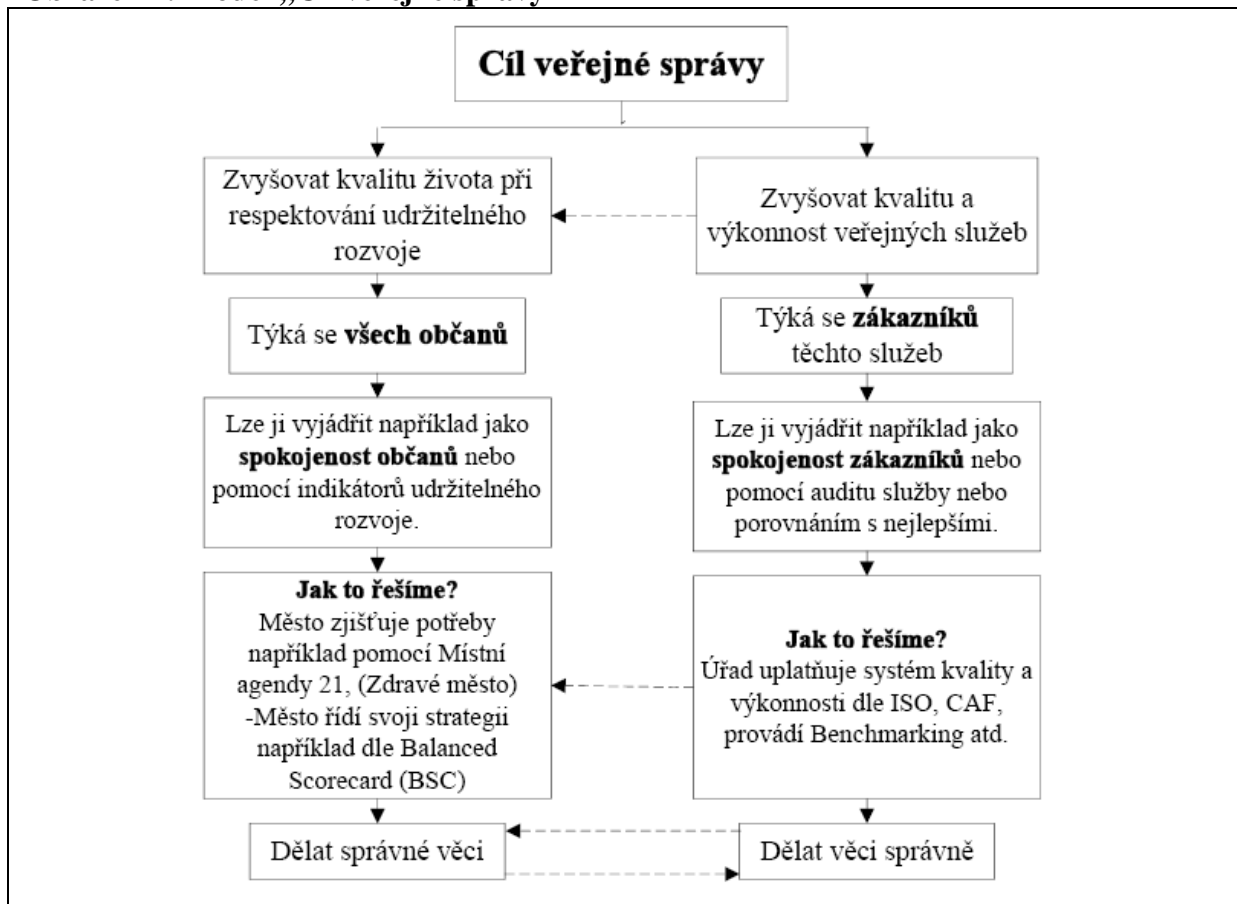 Cíl veřejné správy
Zvyšovat kvalitu života při
respektování udržitelného
rozvoje
Zvyšovat kvalitu a
výkonnost veřejných služeb
Týká se všech občanů
Týká se zákazníků
těchto služeb
Lze ji vyjádřit například jako
spokojenost občanů nebo
pomocí indikátorů udržitelného
rozvoje.
Lze ji vyjádřit například jako
spokojenost zákazníků nebo
pomocí auditu služby nebo
porovnáním s nejlepšími.
Jak to řešíme?
Město zjišťuje potřeby
například pomocí Místní
agendy 21, (Zdravé město)
-Město řídí svoji strategii
například dle Balanced
Scorecard (BSC)
Jak to řešíme?
Úřad uplatňuje systém kvality a
výkonnosti dle ISO, CAF,
provádí Benchmarking atd.
Dělat správné věci
Dělat věci správně